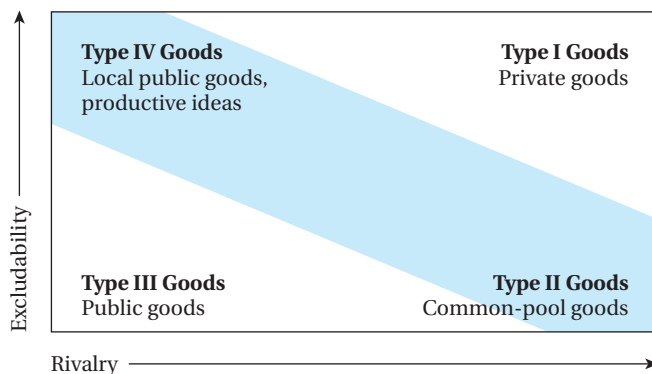 Type IV Goods
Local public goods,
productive ideas
Type I Goods
Private goods
Type III Goods
Public goods
Type II Goods
Common-pool goods
Excludability
Rivalry